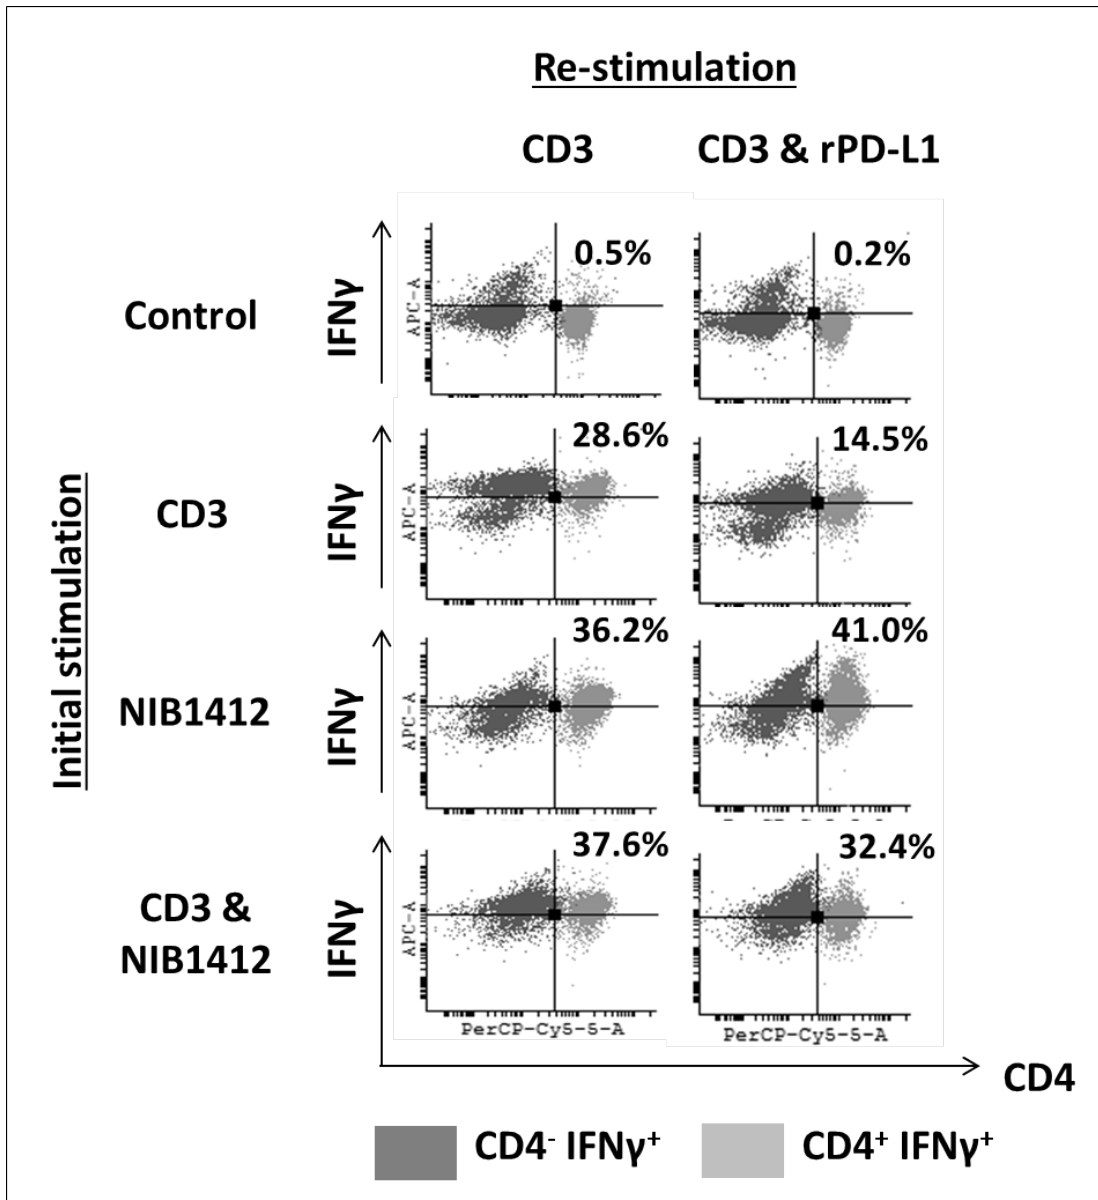 Re-stimulation
CD3
CD3 & rPD-L1
Initial stimulation
Control
IFNγ
APC-A
0.5%
0.2%
CD3
IFNγ
APC-A
28.6%
14.5%
NIB1412
IFNγ
APC-A
36.2%
41.0%
CD3 &
NIB1412
IFNγ
APC-A
37.6%
32.4%
PerCP-Cy5-5-A
PerCP-Cy5-5-A
CD4
CD4⁻ IFNγ⁺
CD4⁺ IFNγ⁺